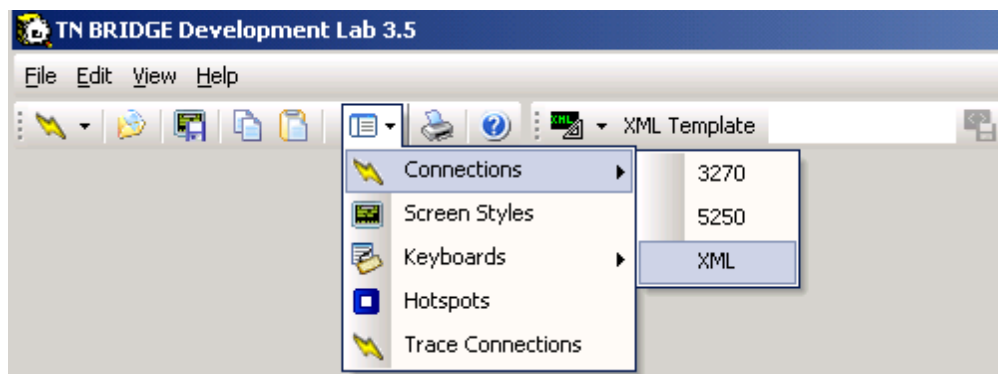 TN BRIDGE Development Lab 3.5
File Edit View Help
XML Template
Connections
3270
Screen Styles
5250
Keyboards
XML
Hotspots
Trace Connections